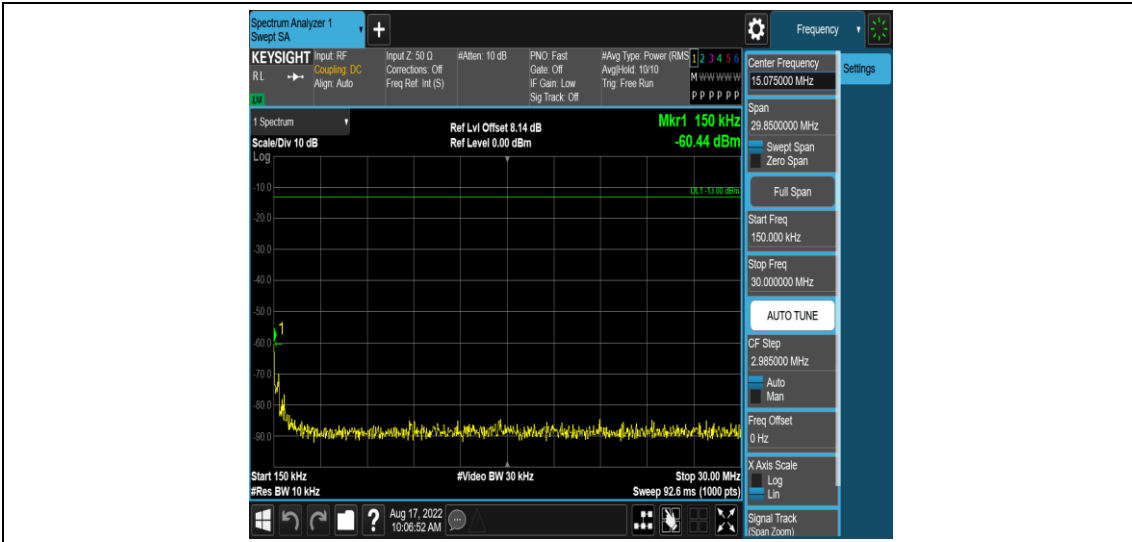 Spectrum Analyzer 1
Swept SA
+
Frequency
KEYSIGHT
RL
LXI
Input: RF
Coupling: DC
Align: Auto
Input Z: 50 Ω
Corrections: Off
Freq Ref: Int (S)
#Atten: 10 dB
PNO: Fast
Gate: Off
IF Gain: Low
Sig Track: Off
#Avg Type: Power (RMS
Avg|Hold: 10/10
Trig: Free Run
1 2 3 4 5 6
M W W W W W
P P P P P P
1 Spectrum
Scale/Div 10 dB
Log
Ref Lvl Offset 8.14 dB
Ref Level 0.00 dBm
Mkr1 150 kHz
-60.44 dBm
DL1 -13.00 dBm
-10.0
-20.0
-30.0
-40.0
-50.0
1
-60.0
-70.0
-80.0
-90.0
Start 150 kHz
#Res BW 10 kHz
#Video BW 30 kHz
Stop 30.00 MHz
Sweep 92.6 ms (1000 pts)
?
Aug 17, 2022
10:06:52 AM
Center Frequency
15.075000 MHz
Settings
Span
29.8500000 MHz
Swept Span
Zero Span
Full Span
Start Freq
150.000 kHz
Stop Freq
30.000000 MHz
AUTO TUNE
CF Step
2.985000 MHz
Auto
Man
Freq Offset
0 Hz
X Axis Scale
Log
Lin
Signal Track
(Span Zoom)